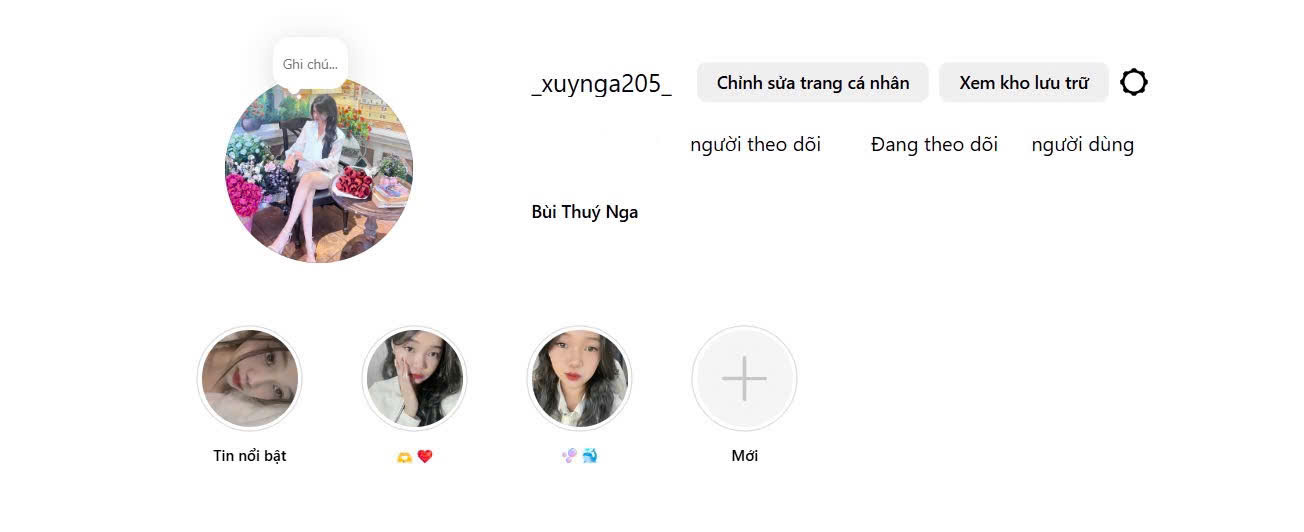 Ghi chú...
_xuynga205_ Chỉnh sửa trang cá nhân Xem kho lưu trữ
người theo dõi Đang theo dõi người dùng
Bùi Thuý Nga
Tin nổi bật 🫶 ❤️ 🫧 🐳 Mới